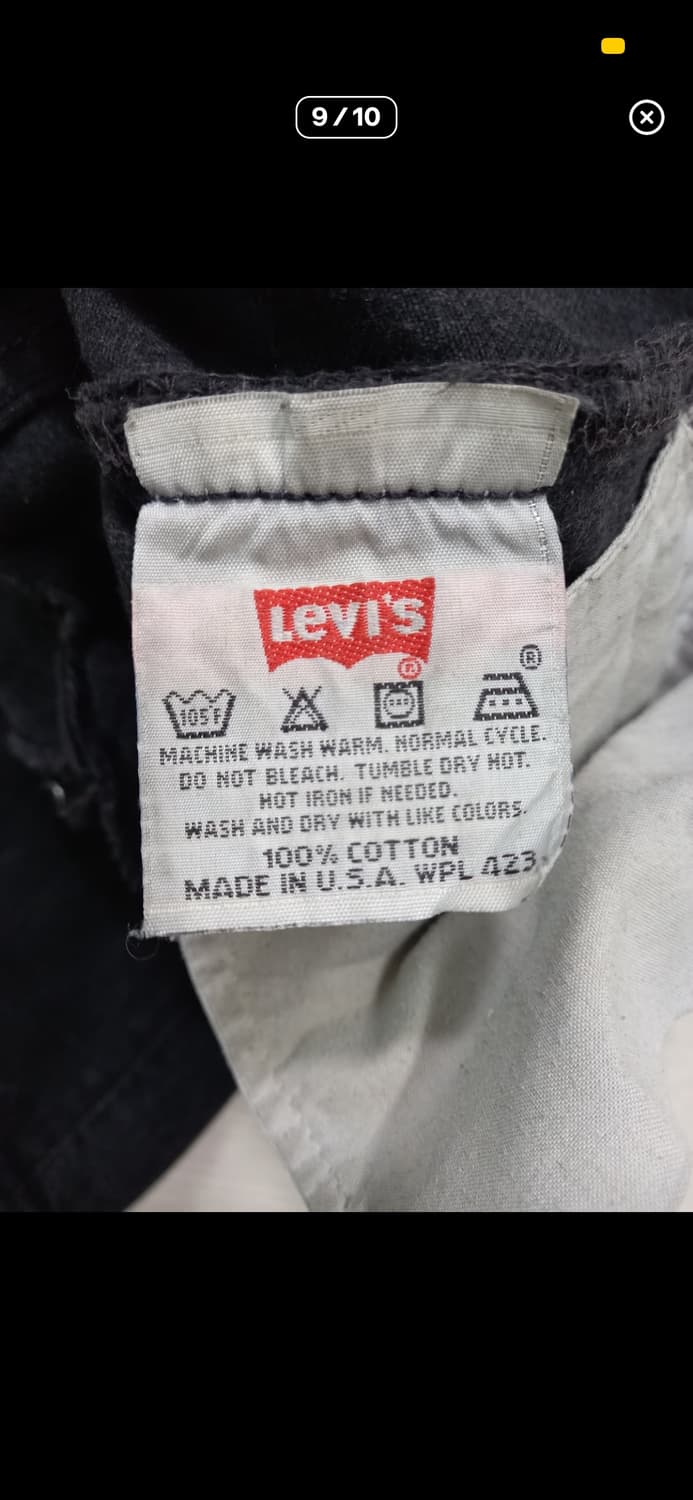 9/10
Levi's
®
®
105°F
MACHINE WASH WARM. NORMAL CYCLE.
DO NOT BLEACH. TUMBLE DRY HOT.
HOT IRON IF NEEDED.
WASH AND DRY WITH LIKE COLORS.
100% COTTON
MADE IN U.S.A. WPL 423.